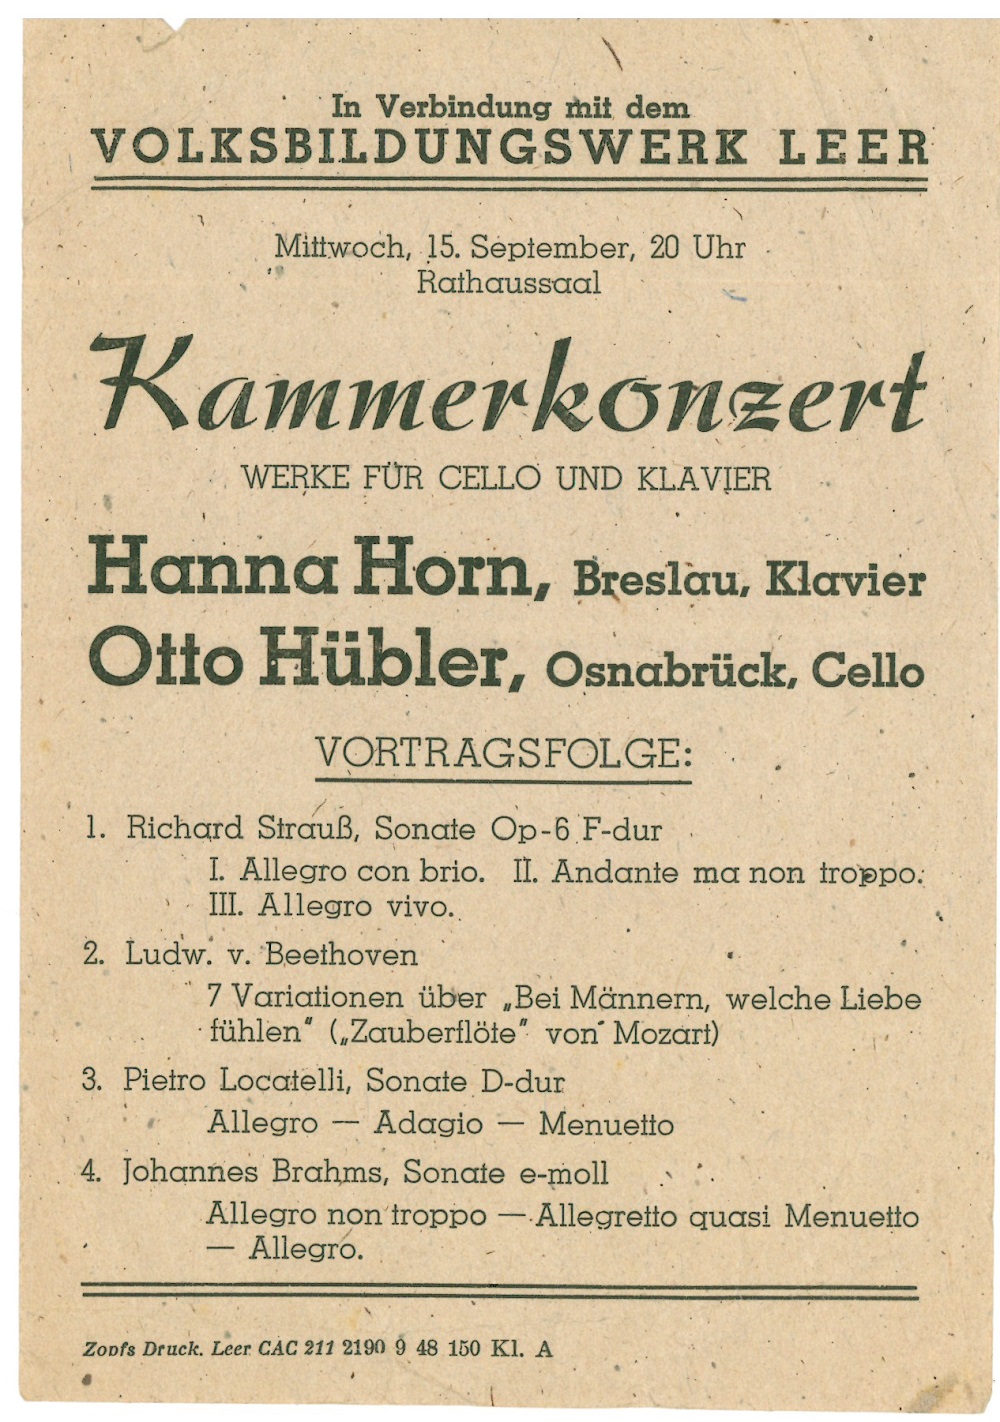 In Verbindung mit dem
VOLKSBILDUNGSWERK LEER
Mittwoch, 15. September, 20 Uhr
Rathaussaal
Kammerkonzert
WERKE FÜR CELLO UND KLAVIER
Hanna Horn, Breslau, Klavier
Otto Hübler, Osnabrück, Cello
VORTRAGSFOLGE:
1. Richard Strauß, Sonate Op-6 F-dur
I. Allegro con brio. II. Andante ma non troppo.
III. Allegro vivo.
2. Ludw. v. Beethoven
7 Variationen über „Bei Männern, welche Liebe
fühlen" („Zauberflöte" von Mozart)
3. Pietro Locatelli, Sonate D-dur
Allegro — Adagio — Menuetto
4. Johannes Brahms, Sonate e-moll
Allegro non troppo — Allegretto quasi Menuetto
— Allegro.
Zopfs Druck. Leer CAC 211 2190 9 48 150 Kl. A